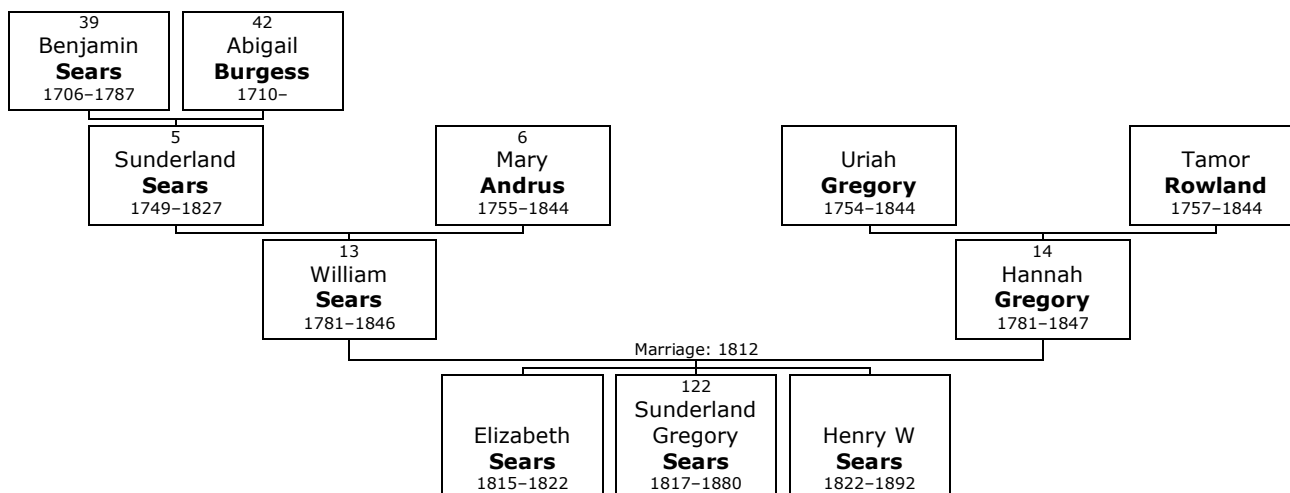 39
Benjamin
Sears
1706–1787
42
Abigail
Burgess
1710–
5
Sunderland
Sears
1749–1827
6
Mary
Andrus
1755–1844
Uriah
Gregory
1754–1844
Tamor
Rowland
1757–1844
13
William
Sears
1781–1846
14
Hannah
Gregory
1781–1847
Marriage: 1812
Elizabeth
Sears
1815–1822
122
Sunderland
Gregory
Sears
1817–1880
Henry W
Sears
1822–1892